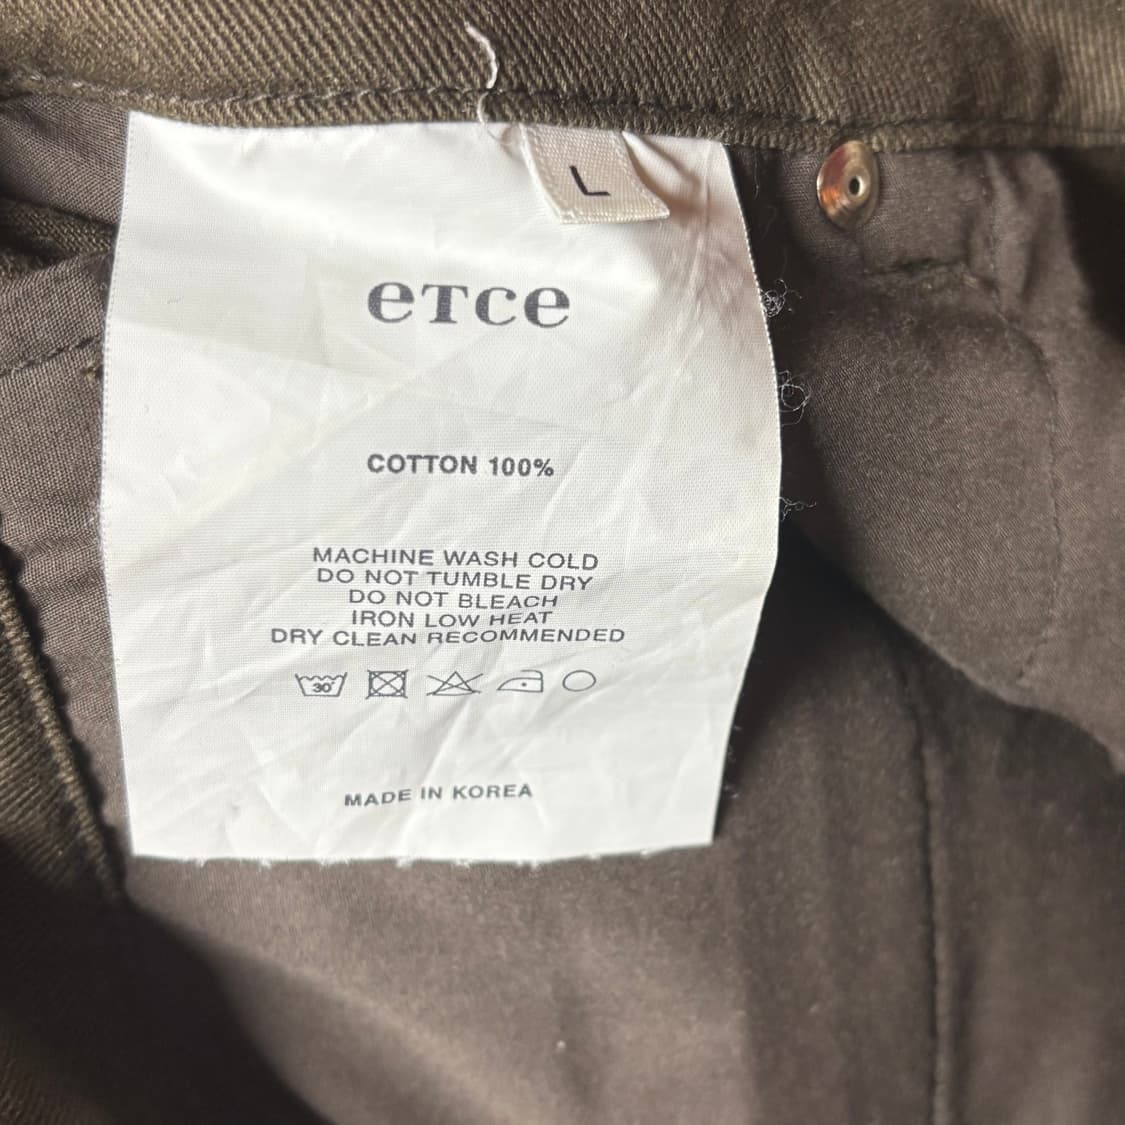 L
eTce
COTTON 100%
MACHINE WASH COLD
DO NOT TUMBLE DRY
DO NOT BLEACH
IRON LOW HEAT
DRY CLEAN RECOMMENDED
30°
MADE IN KOREA